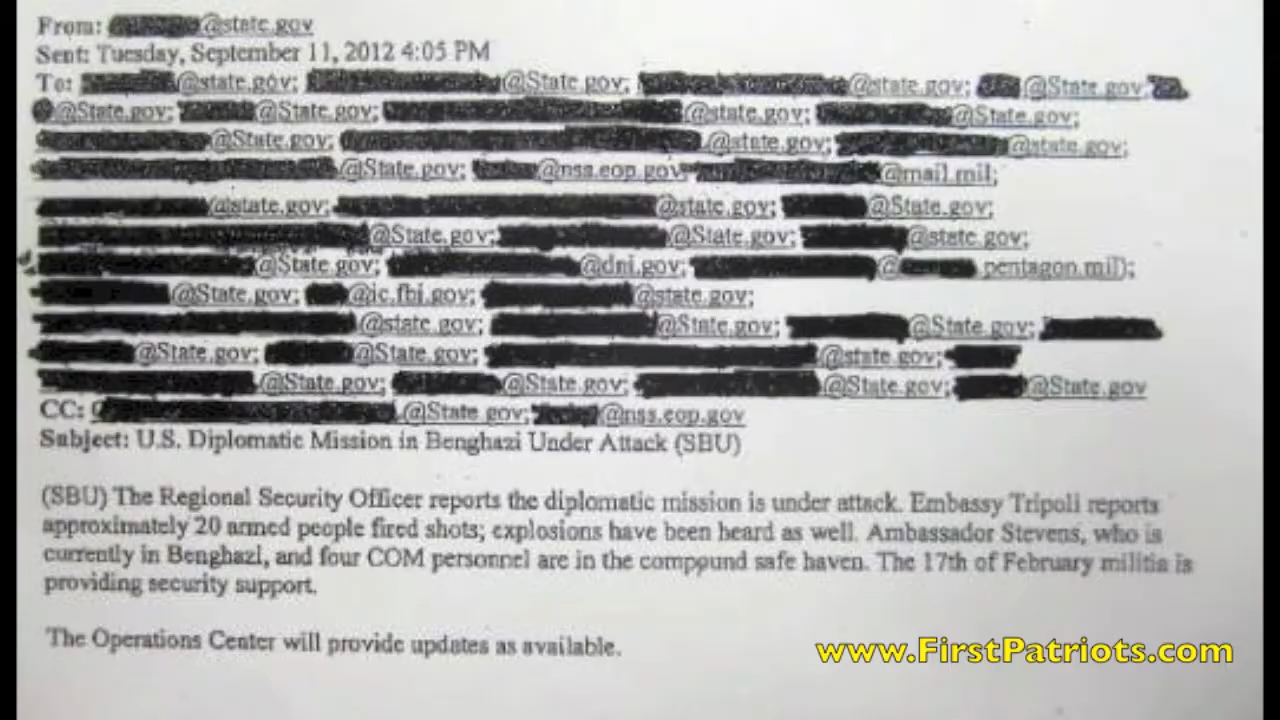 From: @state.gov
Sent: Tuesday, September 11, 2012 4:05 PM
To: @state.gov; @State.gov; @state.gov; @State.gov
@State.gov; @State.gov; @state.gov; @State.gov;
@State.gov; @state.gov; @state.gov;
@State.gov; @nss.eop.gov @mail.mil;
@state.gov; @state.gov; @State.gov;
@State.gov; @State.gov; @state.gov;
@State.gov; @dni.gov; @ pentagon.mil);
@State.gov; @ic.fbi.gov; @state.gov;
@state.gov; @State.gov; @State.gov;
@State.gov; @State.gov; @state.gov;
@State.gov; @State.gov; @State.gov; @State.gov
CC: @State.gov; @nss.eop.gov
Subject: U.S. Diplomatic Mission in Benghazi Under Attack (SBU)
(SBU) The Regional Security Officer reports the diplomatic mission is under attack. Embassy Tripoli reports
approximately 20 armed people fired shots; explosions have been heard as well. Ambassador Stevens, who is
currently in Benghazi, and four COM personnel are in the compound safe haven. The 17th of February militia is
providing security support.
The Operations Center will provide updates as available.
www.FirstPatriots.com